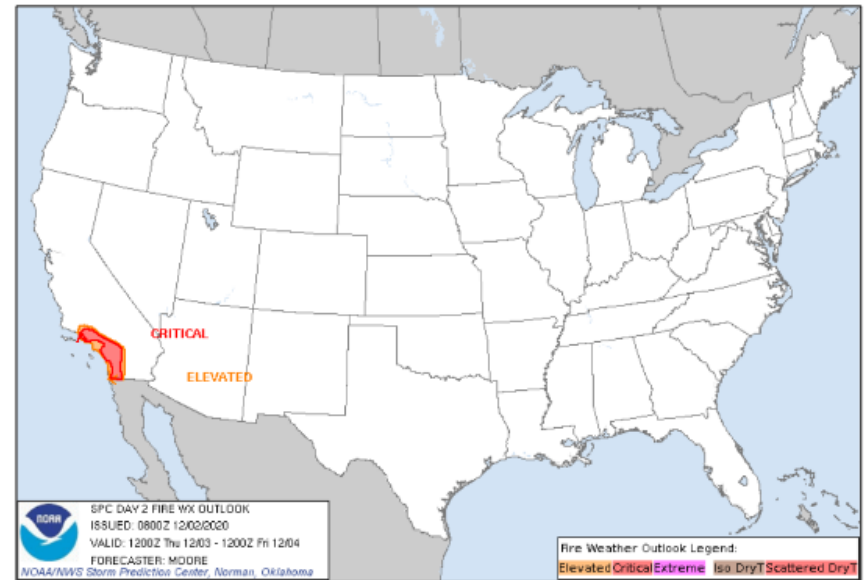 CRITICAL
ELEVATED
NOAA
SPC DAY 2 FIRE WX OUTLOOK
ISSUED: 0800Z 12/02/2020
VALID: 1200Z Thu 12/03 - 1200Z Fri 12/04
FORECASTER: MOORE
NOAA/NWS Storm Prediction Center, Norman, Oklahoma
Fire Weather Outlook Legend:
Elevated Critical Extreme Iso DryT Scattered DryT